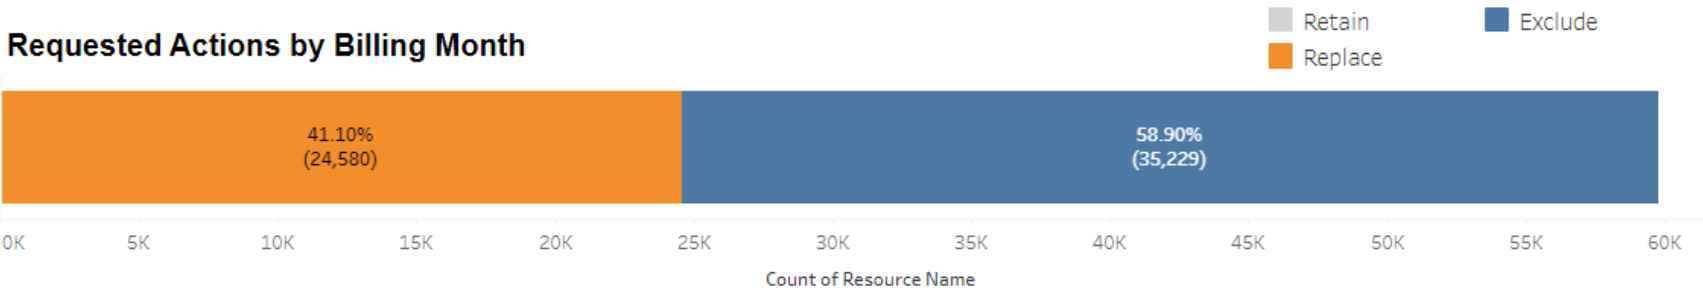 Requested Actions by Billing Month
Retain
Exclude
Replace
41.10%
(24,580)
58.90%
(35,229)
0K 5K 10K 15K 20K 25K 30K 35K 40K 45K 50K 55K 60K
Count of Resource Name